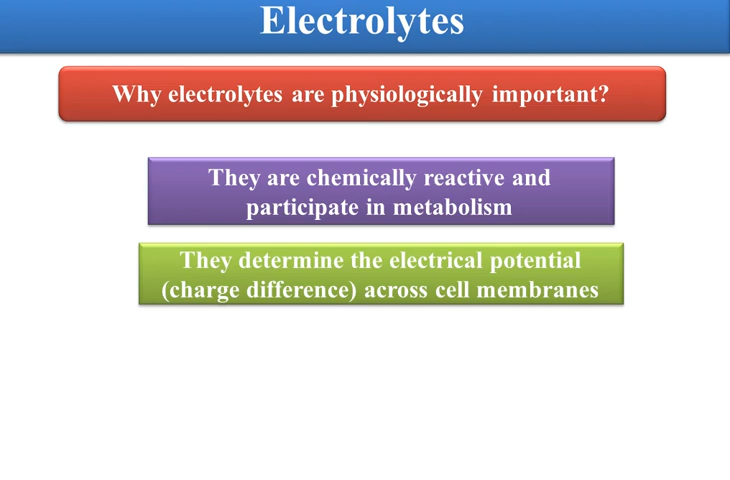 Electrolytes
Why electrolytes are physiologically important?
They are chemically reactive and
participate in metabolism
They determine the electrical potential
(charge difference) across cell membranes